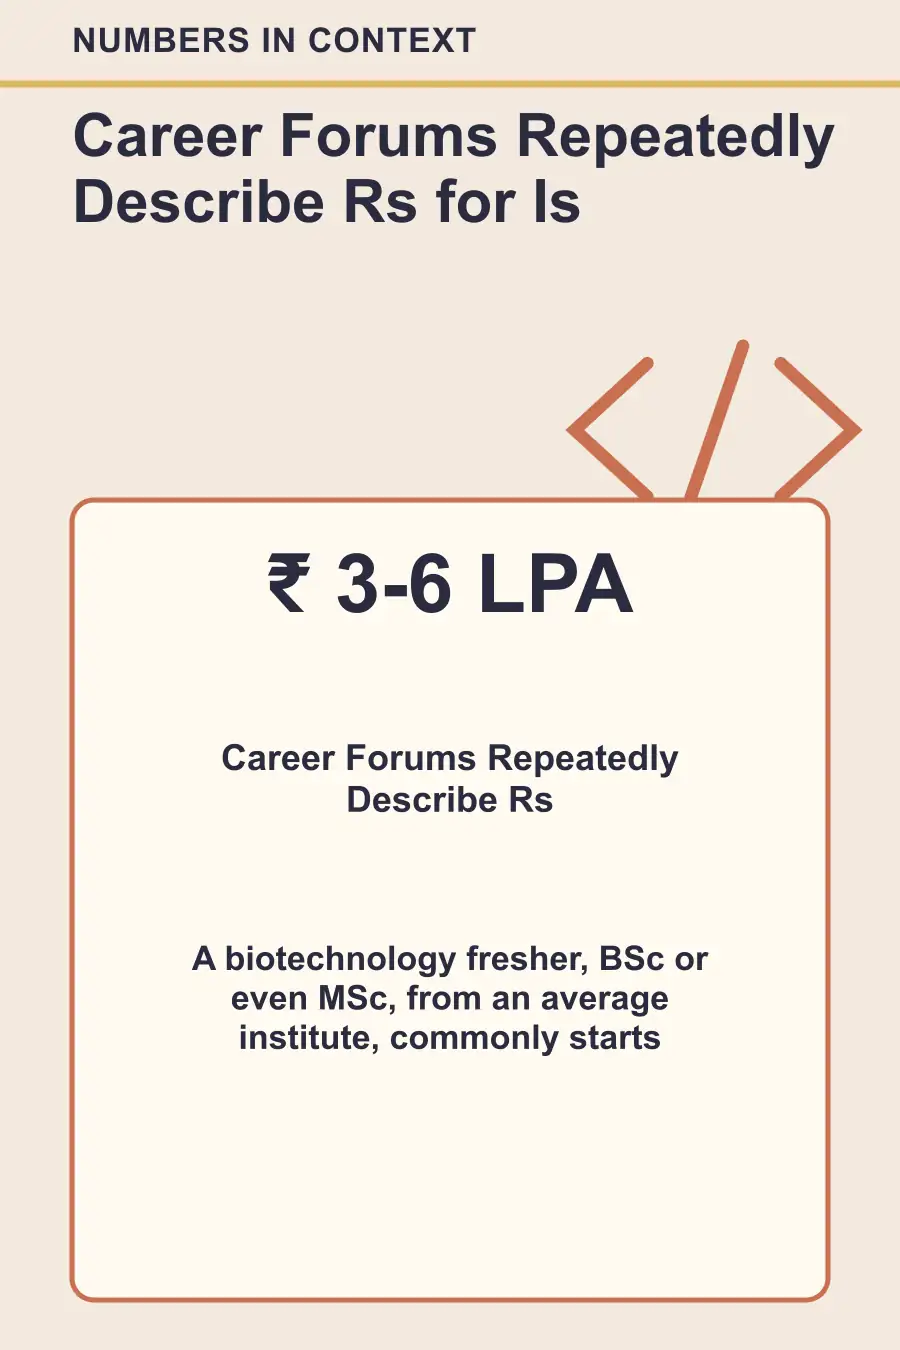 NUMBERS IN CONTEXT
Career Forums Repeatedly
Describe Rs for Is
₹ 3-6 LPA
Career Forums Repeatedly
Describe Rs
A biotechnology fresher, BSc or
even MSc, from an average
institute, commonly starts